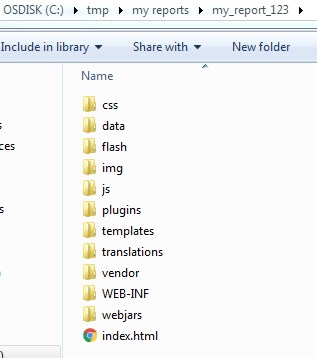 OSDISK (C:) ▸ tmp ▸ my reports ▸ my_report_123 ▸
Include in library ▾ Share with ▾ New folder
Name
css
data
s
flash
ces
img
js
s
plugins
templates
translations
vendor
WEB-INF
webjars
index.html